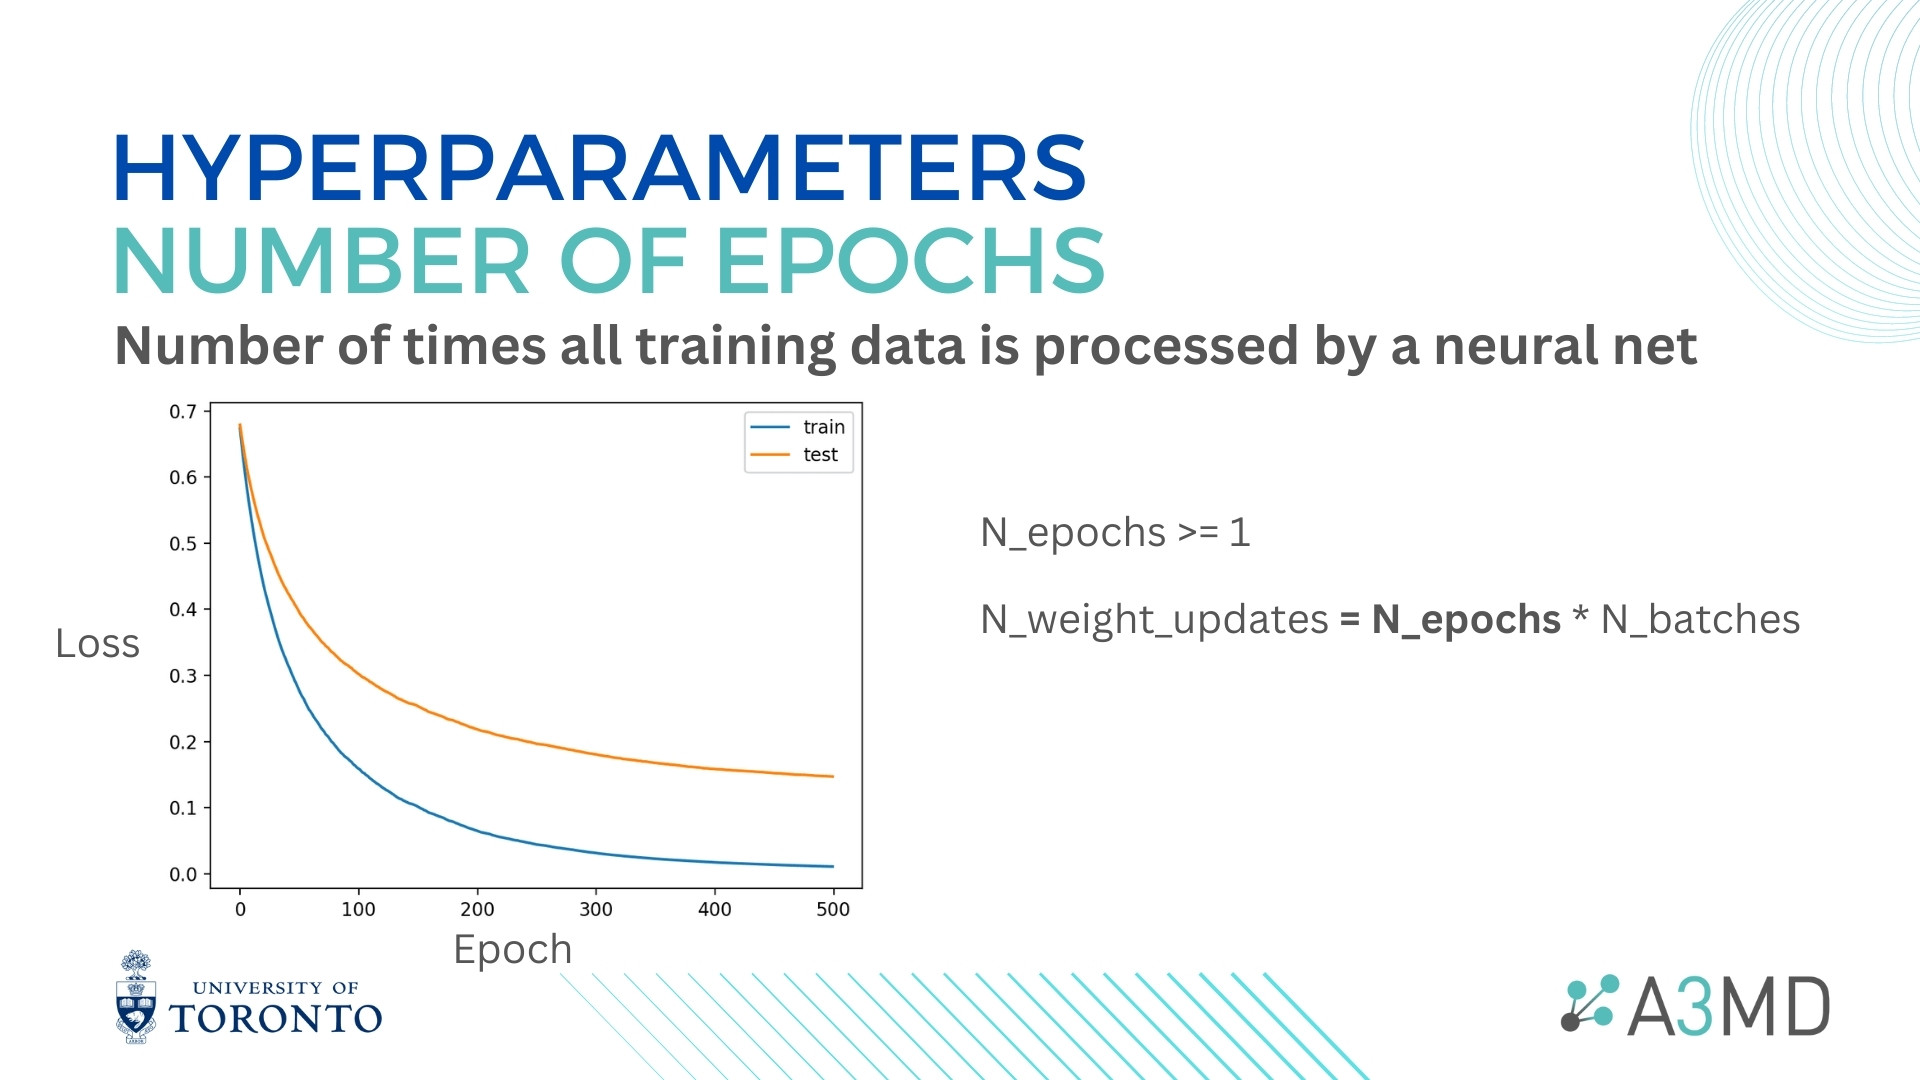 HYPERPARAMETERS
NUMBER OF EPOCHS
Number of times all training data is processed by a neural net
0.7
0.6
0.5
0.4
0.3
0.2
0.1
0.0
Loss
train
test
0 100 200 300 400 500
Epoch
N_epochs >= 1
N_weight_updates = N_epochs * N_batches
UNIVERSITY OF
TORONTO
A3MD